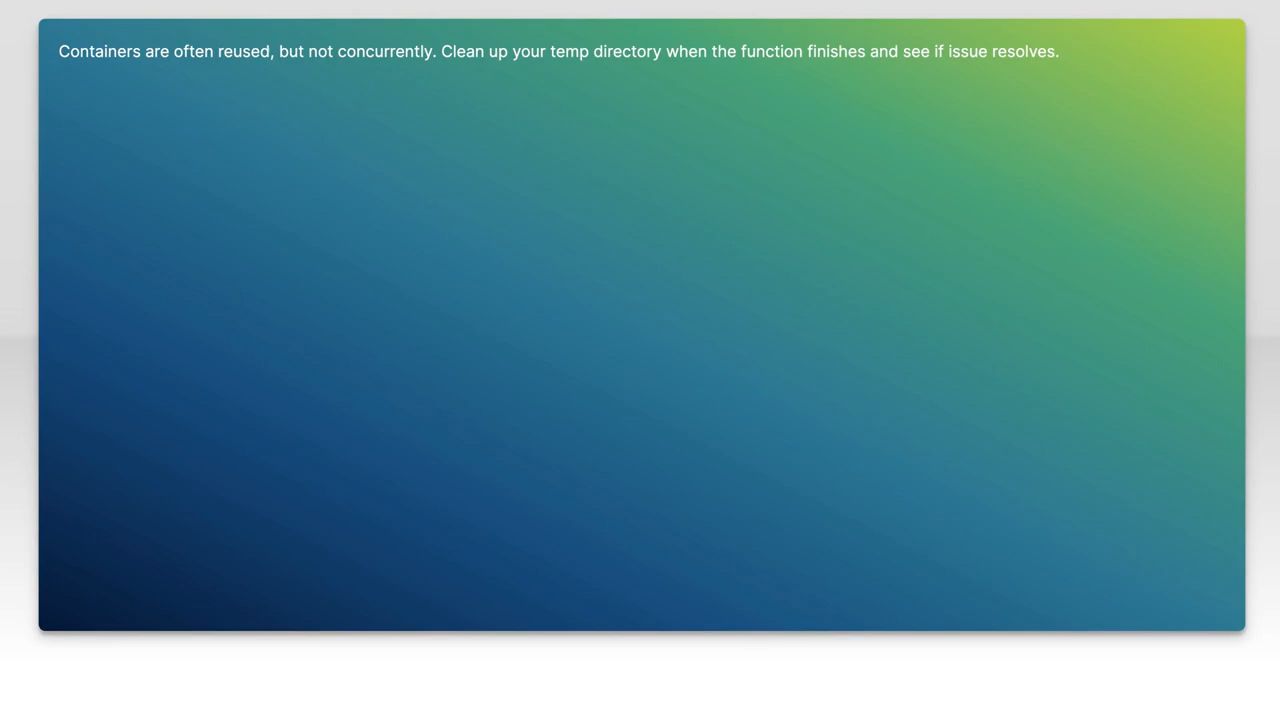 Containers are often reused, but not concurrently. Clean up your temp directory when the function finishes and see if issue resolves.